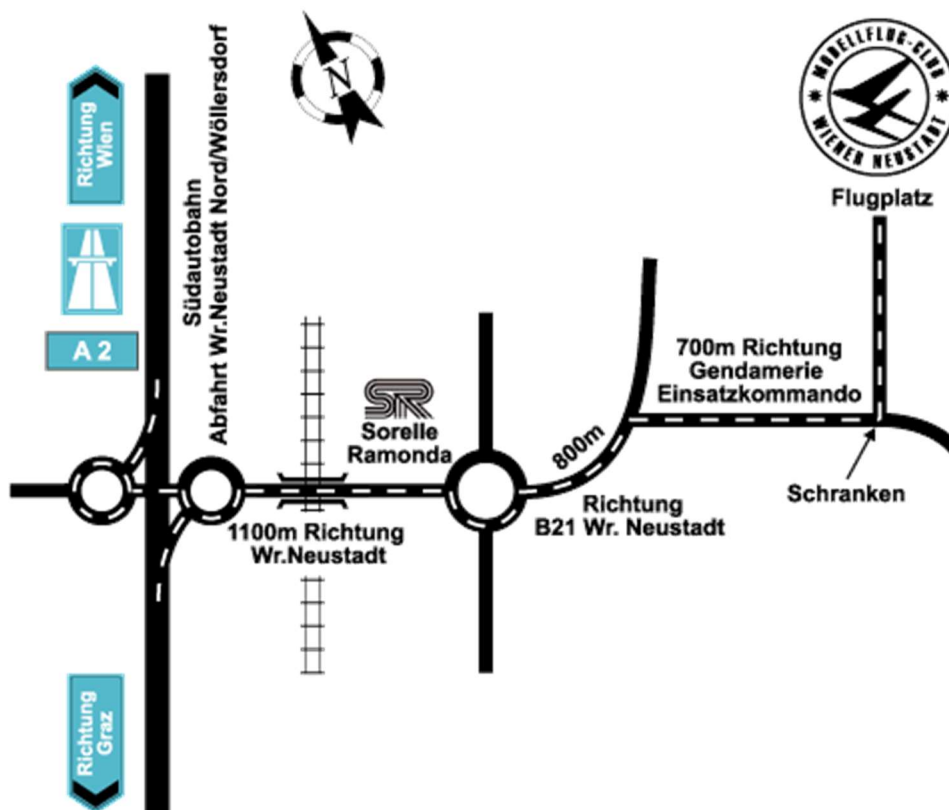 Richtung
Wien
A 2
Südautobahn
Abfahrt Wr.Neustadt Nord/Wöllersdorf
N
MODELLFLUG-CLUB
WIENER NEUSTADT
Flugplatz
700m Richtung
Gendamerie
Einsatzkommando
SR
Sorelle
Ramonda
800m
Schranken
1100m Richtung
Wr.Neustadt
Richtung
B21 Wr. Neustadt
Richtung
Graz